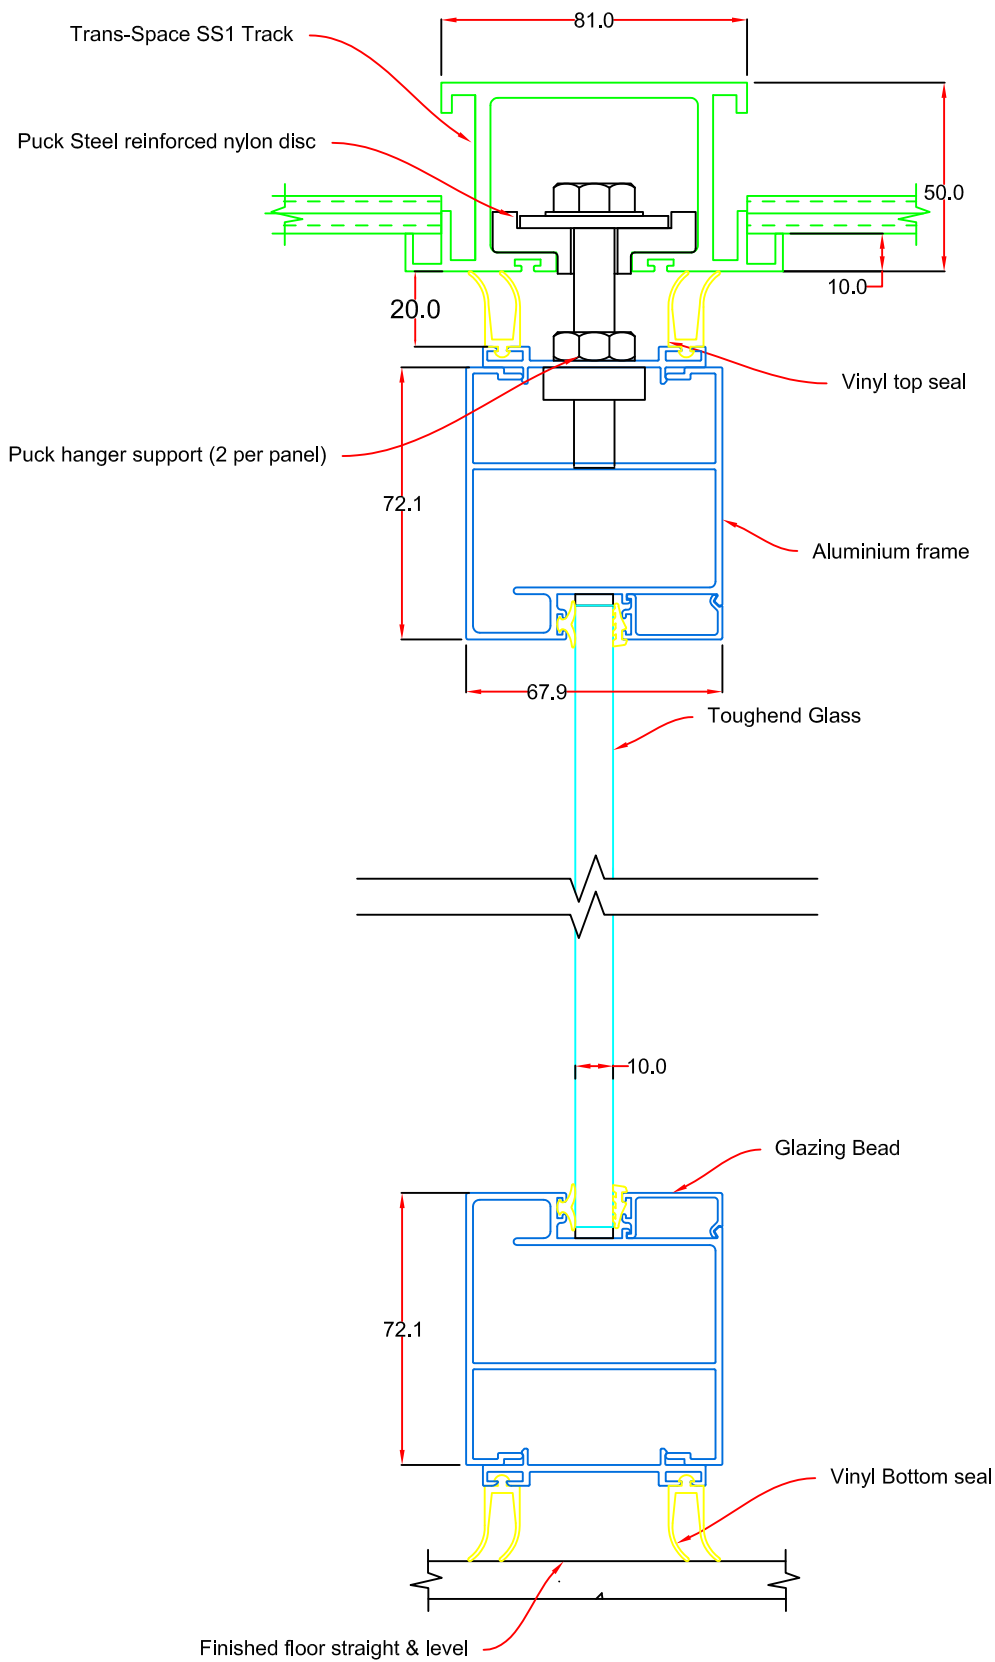 81.0
Trans-Space SS1 Track
Puck Steel reinforced nylon disc
50.0
10.0
20.0
Vinyl top seal
Puck hanger support (2 per panel)
72.1
Aluminium frame
67.9
Toughend Glass
10.0
Glazing Bead
72.1
Vinyl Bottom seal
Finished floor straight & level